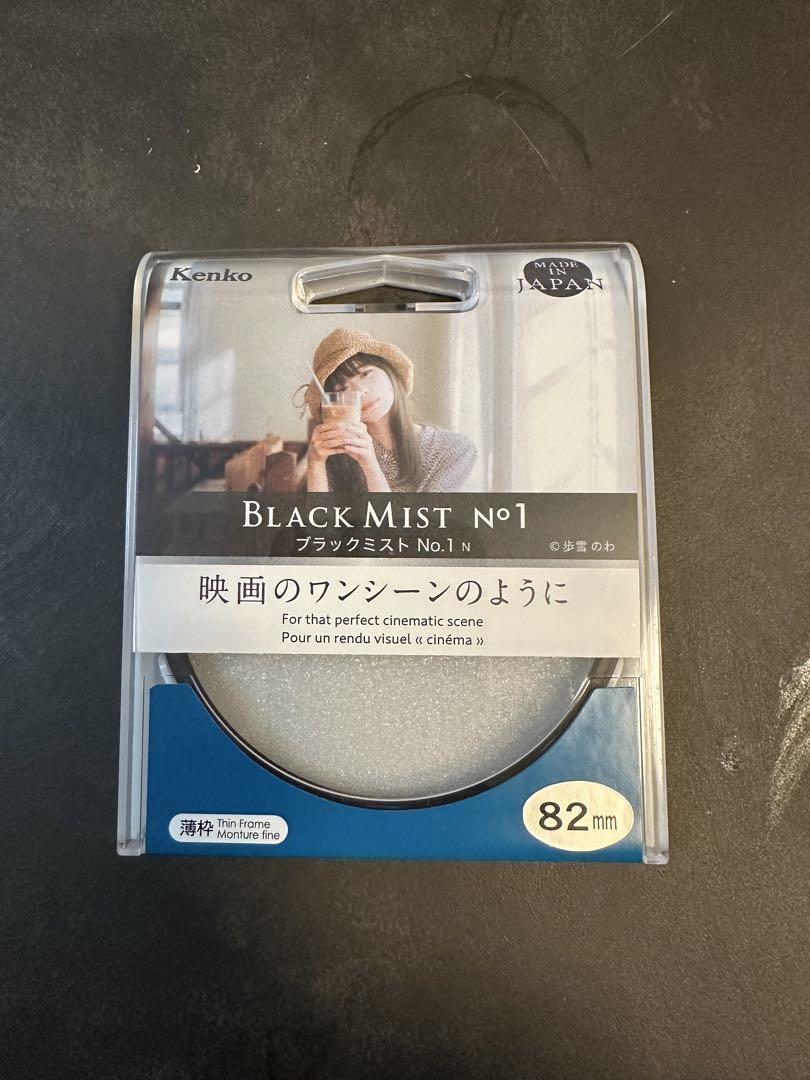 Kenko
MADE
IN
JAPAN
BLACK MIST No1
ブラックミスト No.1 N
© 歩雪 のわ
映画のワンシーンのように
For that perfect cinematic scene
Pour un rendu visuel « cinéma »
薄枠 Thin Frame
Monture fine
82mm